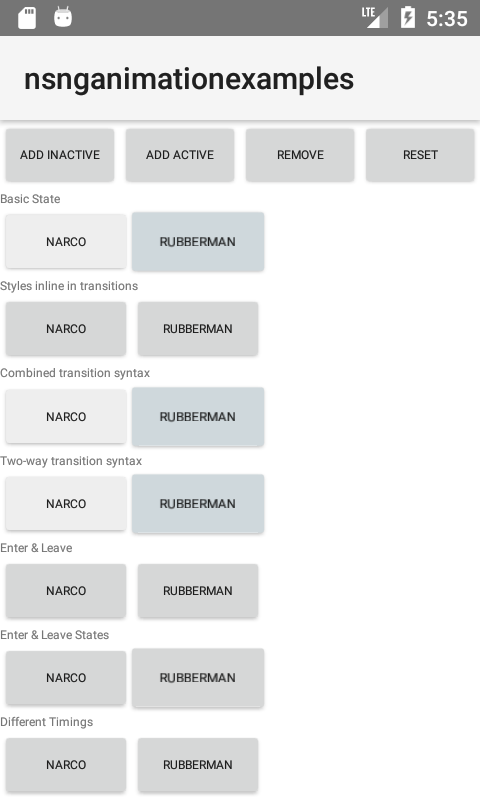 LTE 5:35
nsnganimationexamples
ADD INACTIVE ADD ACTIVE REMOVE RESET
Basic State
NARCO RUBBERMAN
Styles inline in transitions
NARCO RUBBERMAN
Combined transition syntax
NARCO RUBBERMAN
Two-way transition syntax
NARCO RUBBERMAN
Enter & Leave
NARCO RUBBERMAN
Enter & Leave States
NARCO RUBBERMAN
Different Timings
NARCO RUBBERMAN